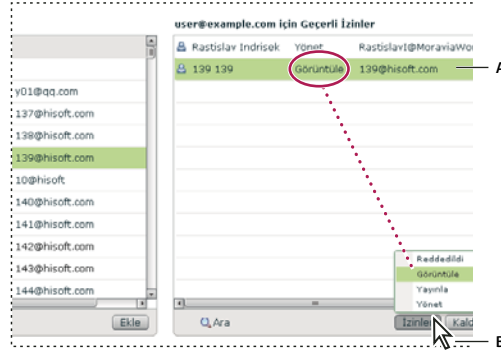 user@example.com için Geçerli İzinler
Rastislav Indrisek Yönet RastislavI@MoraviaWo
139 139 Görüntüle 139@hisoft.com
A
y01@qq.com
137@hisoft.com
138@hisoft.com
139@hisoft.com
10@hisoft
140@hisoft.com
141@hisoft.com
142@hisoft.com
143@hisoft.com
144@hisoft.com
Reddedildi
Görüntüle
Yayınla
Yönet
Ekle
Ara
İzinler
Kald